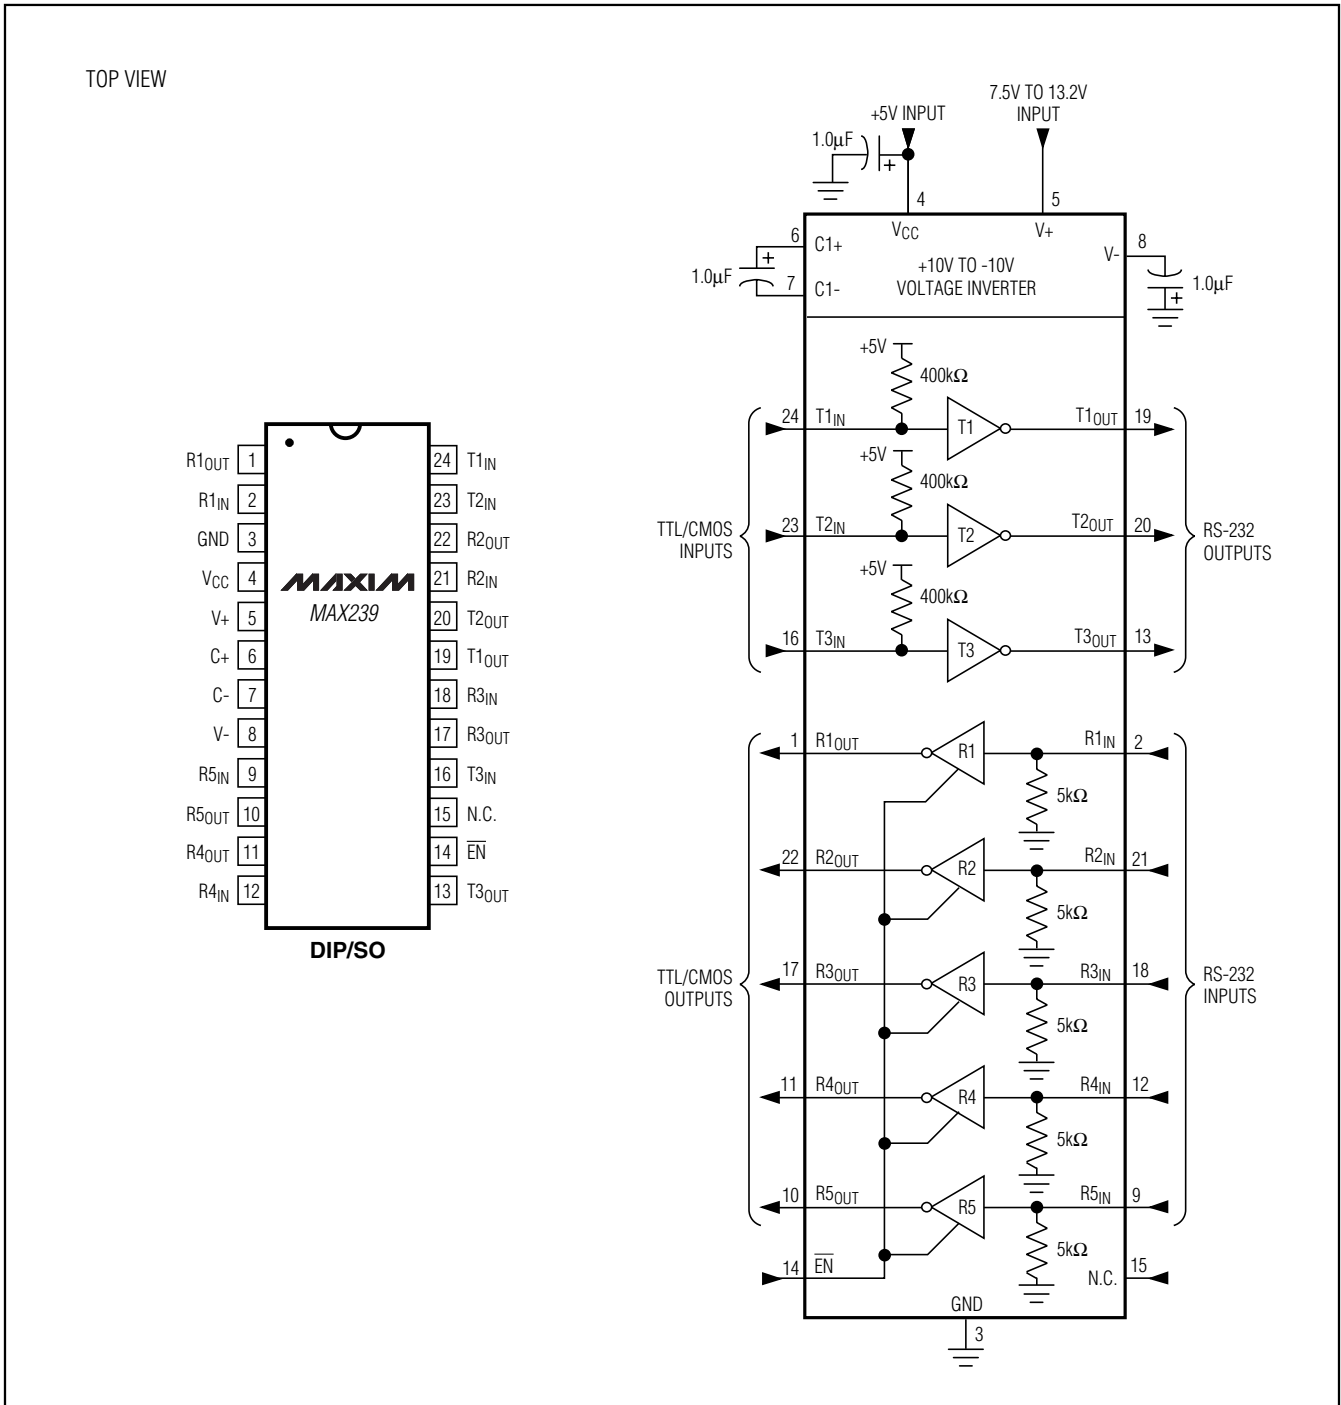 TOP VIEW
R1OUT 1
R1IN 2
GND 3
VCC 4
V+ 5
C+ 6
C- 7
V- 8
R5IN 9
R5OUT 10
R4OUT 11
R4IN 12
MAXIM
MAX239
24 T1IN
23 T2IN
22 R2OUT
21 R2IN
20 T2OUT
19 T1OUT
18 R3IN
17 R3OUT
16 T3IN
15 N.C.
14 EN
13 T3OUT
DIP/SO
7.5V TO 13.2V
INPUT
+5V INPUT
1.0μF
+
4
5
VCC
V+
6
C1+
+
1.0μF
7
C1-
+10V TO -10V
VOLTAGE INVERTER
V-
8
1.0μF
+
+5V
400kΩ
24 T1IN
T1
T1OUT 19
+5V
400kΩ
TTL/CMOS
INPUTS
23 T2IN
T2
T2OUT 20
RS-232
OUTPUTS
+5V
400kΩ
16 T3IN
T3
T3OUT 13
1 R1OUT
R1
R1IN 2
5kΩ
22 R2OUT
R2
R2IN 21
5kΩ
TTL/CMOS
OUTPUTS
17 R3OUT
R3
R3IN 18
RS-232
INPUTS
5kΩ
11 R4OUT
R4
R4IN 12
5kΩ
10 R5OUT
R5
R5IN 9
5kΩ
14 EN
N.C. 15
GND
3